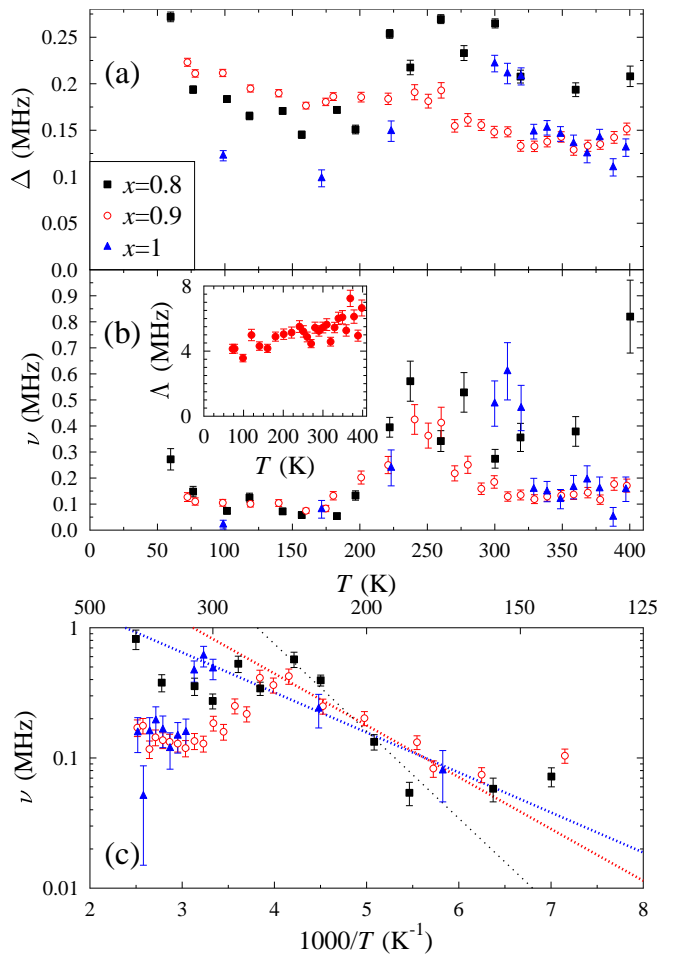 0.25
0.2
0.15
0.1
0.05
0.0
Δ (MHz)
(a)
x=0.8
x=0.9
x=1
0.9
0.8
0.7
0.6
0.5
0.4
0.3
0.2
0.1
0.0
ν (MHz)
(b)
8
4
0
Λ (MHz)
0 100 200 300 400
T (K)
0 50 100 150 200 250 300 350 400
T (K)
500 300 200 150 125
1
0.1
0.01
ν (MHz)
(c)
2 3 4 5 6 7 8
1000/T (K⁻¹)